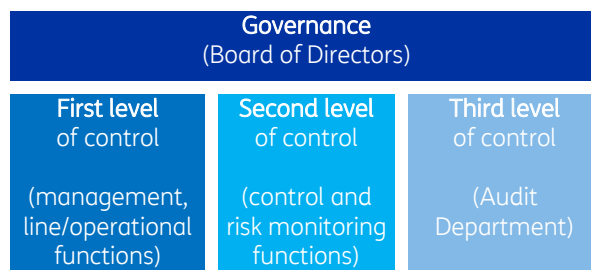 Governance
(Board of Directors)
First level
of control
(management,
line/operational
functions)
Second level
of control
(control and
risk monitoring
functions)
Third level
of control
(Audit
Department)